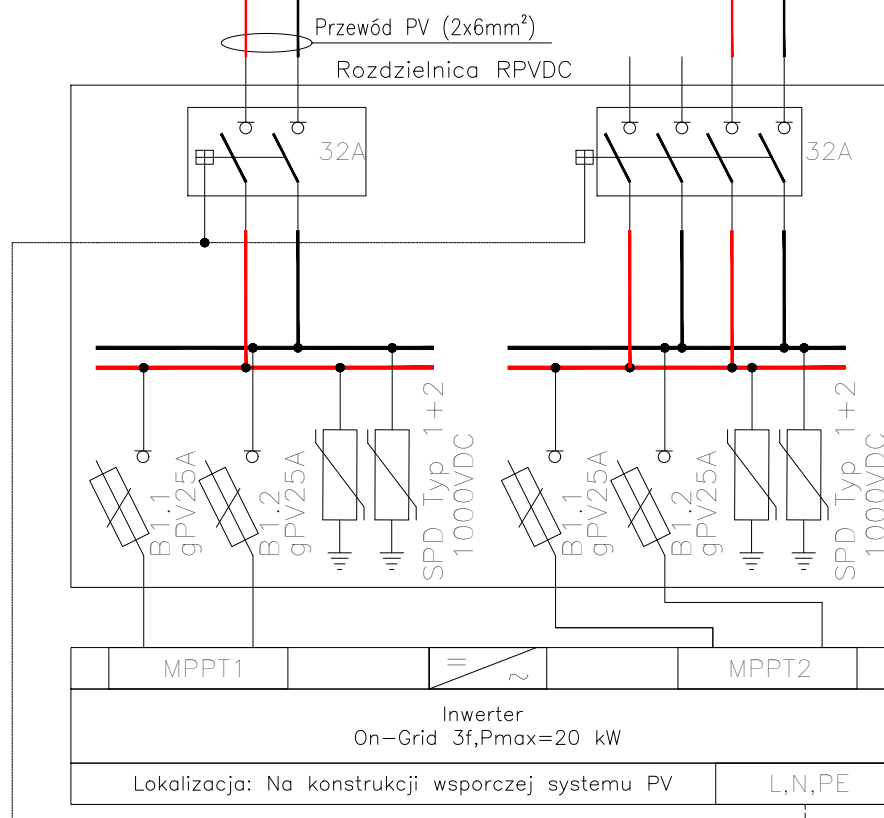 Przewód PV (2x6mm²)
Rozdzielnica RPVDC
32A
32A
B1.1
gPV25A
B1.2
gPV25A
SPD Typ 1+2
1000VDC
B1.1
gPV25A
B1.2
gPV25A
SPD Typ 1+2
1000VDC
MPPT1
=
~
MPPT2
Inwerter
On-Grid 3f,Pmax=20 kW
Lokalizacja: Na konstrukcji wsporczej systemu PV
L,N,PE